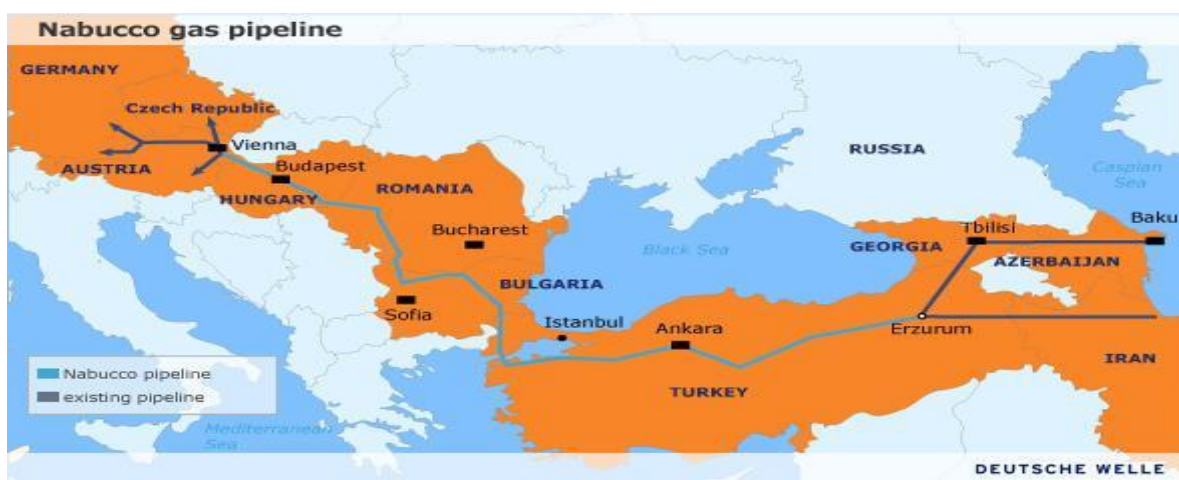 Nabucco gas pipeline
GERMANY
Czech Republic
Vienna
AUSTRIA
Budapest
HUNGARY
ROMANIA
Bucharest
BULGARIA
Sofia
Istanbul
Ankara
TURKEY
Black Sea
RUSSIA
GEORGIA
Tbilisi
Caspian
Sea
Baku
AZERBAIJAN
Erzurum
IRAN
Nabucco pipeline
existing pipeline
Mediterranean
Sea
DEUTSCHE WELLE